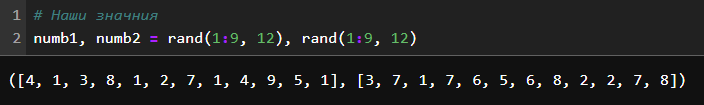 1 # Наши значния
2 numb1, numb2 = rand(1:9, 12), rand(1:9, 12)
([4, 1, 3, 8, 1, 2, 7, 1, 4, 9, 5, 1], [3, 7, 1, 7, 6, 5, 6, 8, 2, 2, 7, 8])